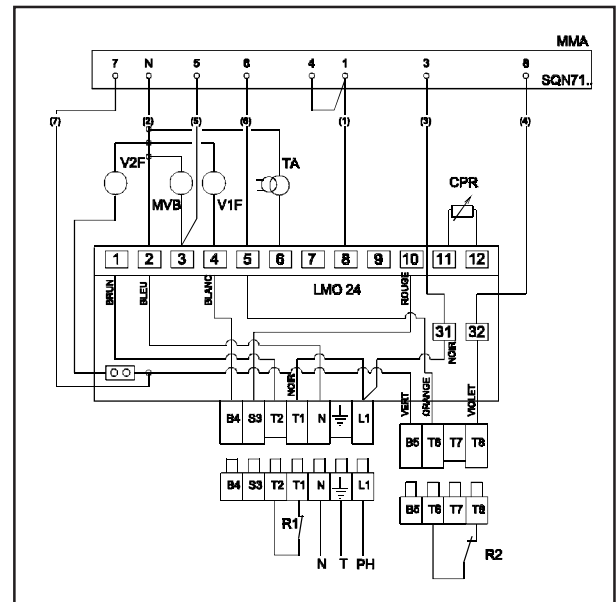 MMA
7 N 5 6 4 1 3 8
SQN71..
(7) (2) (5) (6) (1) (3) (4)
V2F
TA
MVB
V1F
CPR
1 2 3 4 5 6 7 8 9 10 11 12
BRUN
BLEU
BLANC
LMO 24
ROUGE
31 32
NOIR
NOIR
VERT
ORANGE
VIOLET
B4 S3 T2 T1 N L1
B5 T6 T7 T8
B4 S3 T2 T1 N L1
B5 T6 T7 T8
R1
R2
N T PH